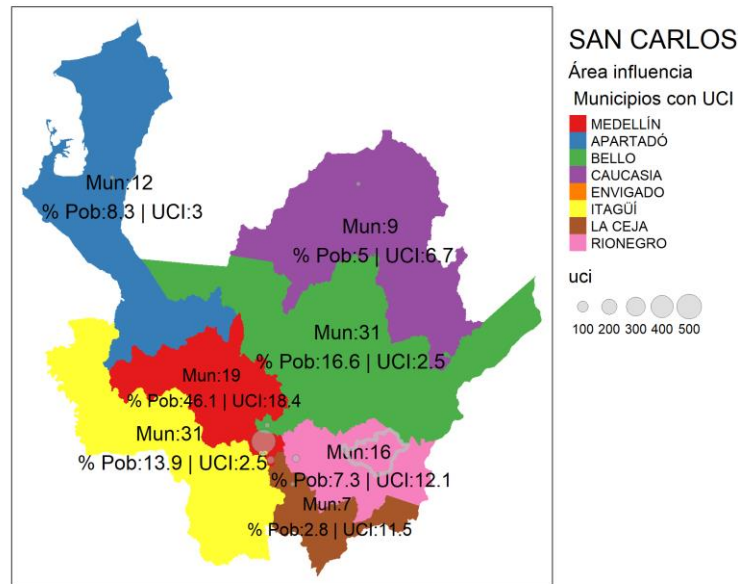 SAN CARLOS
Área influencia
Municipios con UCI
MEDELLÍN
APARTADÓ
BELLO
CAUCASIA
ENVIGADO
ITAGÜÍ
LA CEJA
RIONEGRO
uci
100 200 300 400 500
Mun:12
% Pob:8.3 | UCI:3
Mun:9
% Pob:5 | UCI:6.7
Mun:31
% Pob:16.6 | UCI:2.5
Mun:19
% Pob:46.1 | UCI:18.4
Mun:31
% Pob:13.9 | UCI:2.5
Mun:16
% Pob:7.3 | UCI:12.1
Mun:7
% Pob:2.8 | UCI:11.5